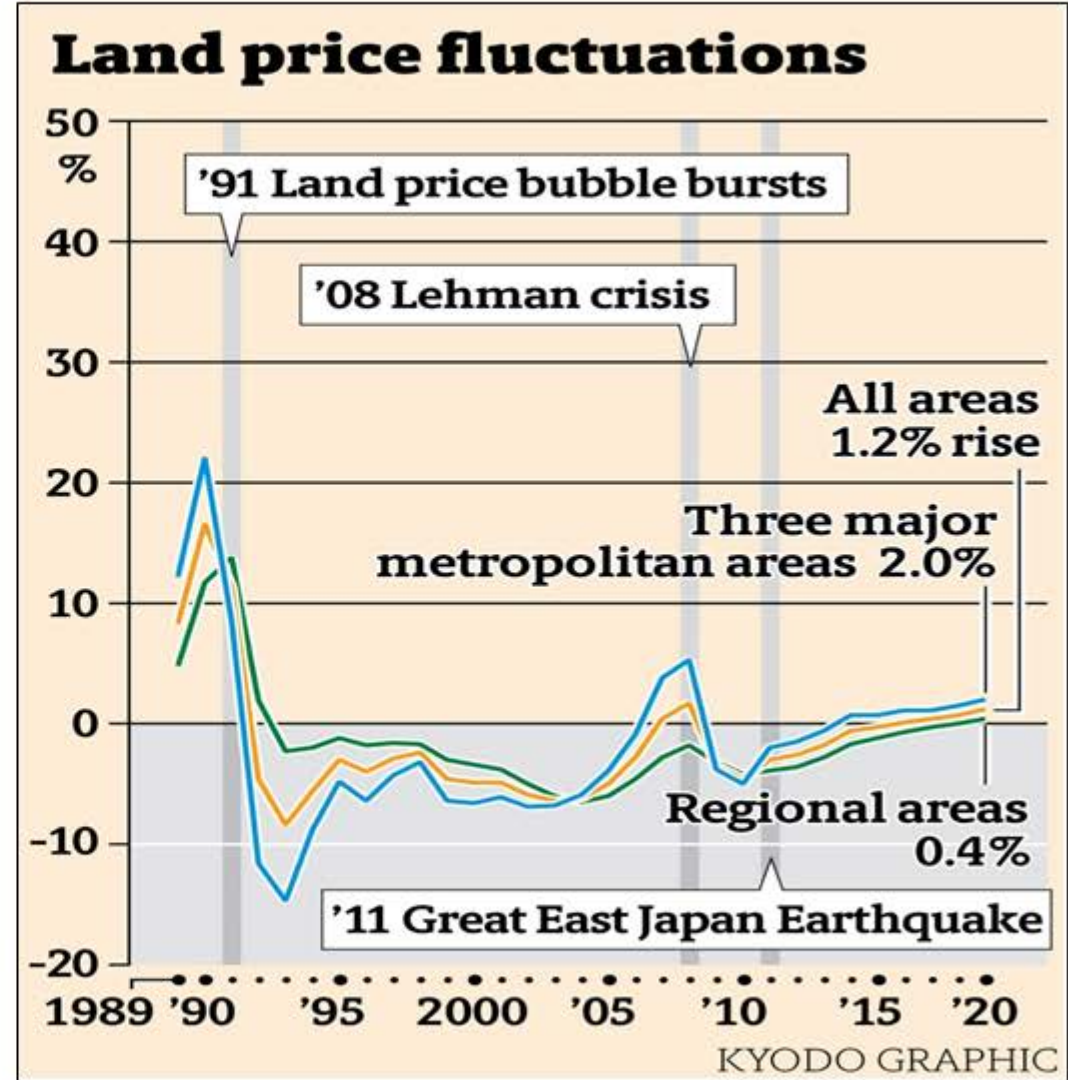 Land price fluctuations
50
%
’91 Land price bubble bursts
40
’08 Lehman crisis
30
All areas
1.2% rise
20
Three major
metropolitan areas 2.0%
10
0
Regional areas
0.4%
-10
’11 Great East Japan Earthquake
-20
1989 ’90 ’95 2000 ’05 ’10 ’15 ’20
KYODO GRAPHIC